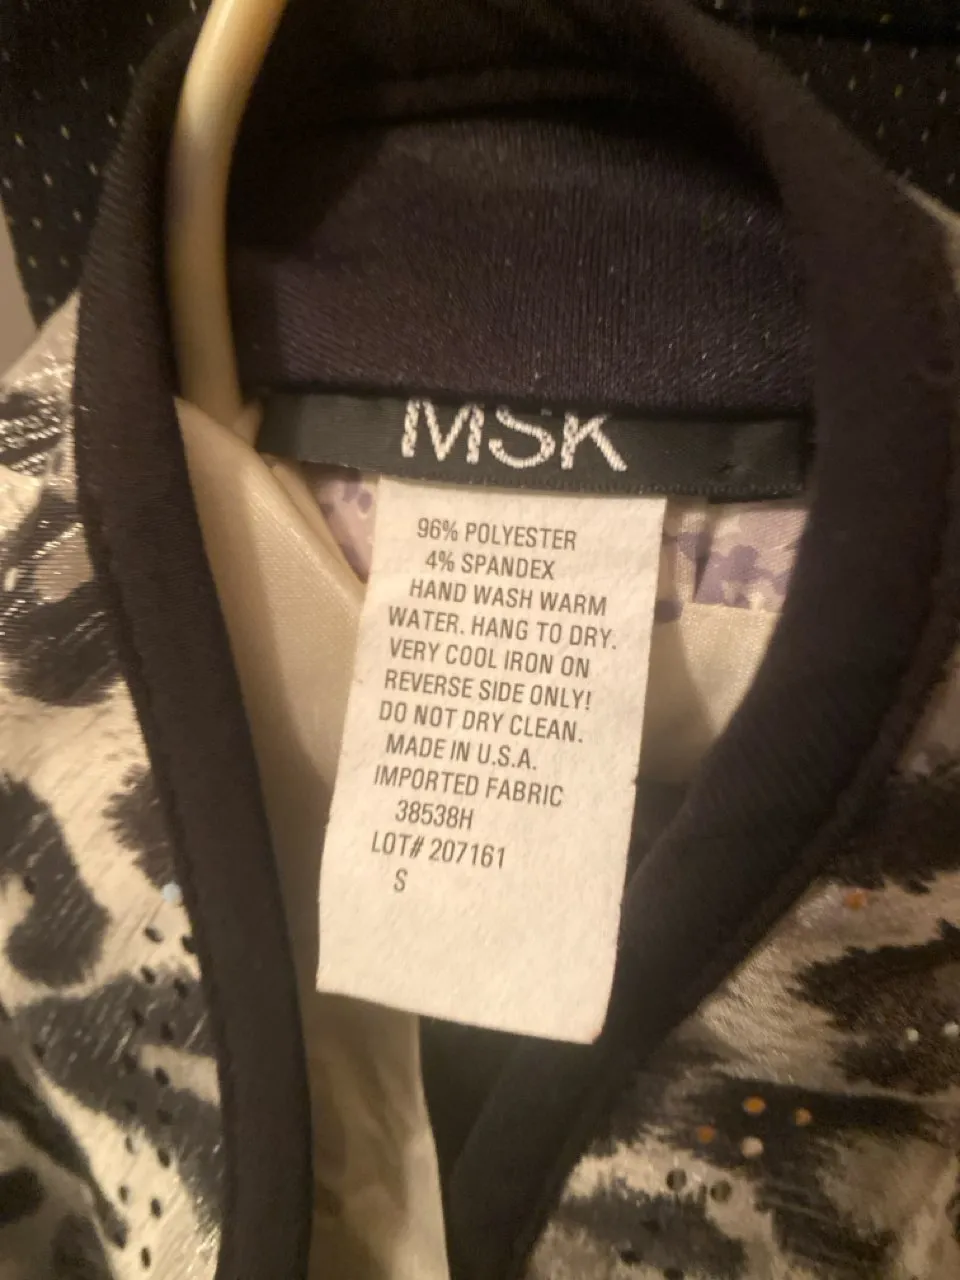 MSK
96% POLYESTER
4% SPANDEX
HAND WASH WARM
WATER. HANG TO DRY.
VERY COOL IRON ON
REVERSE SIDE ONLY!
DO NOT DRY CLEAN.
MADE IN U.S.A.
IMPORTED FABRIC
38538H
LOT# 207161
S